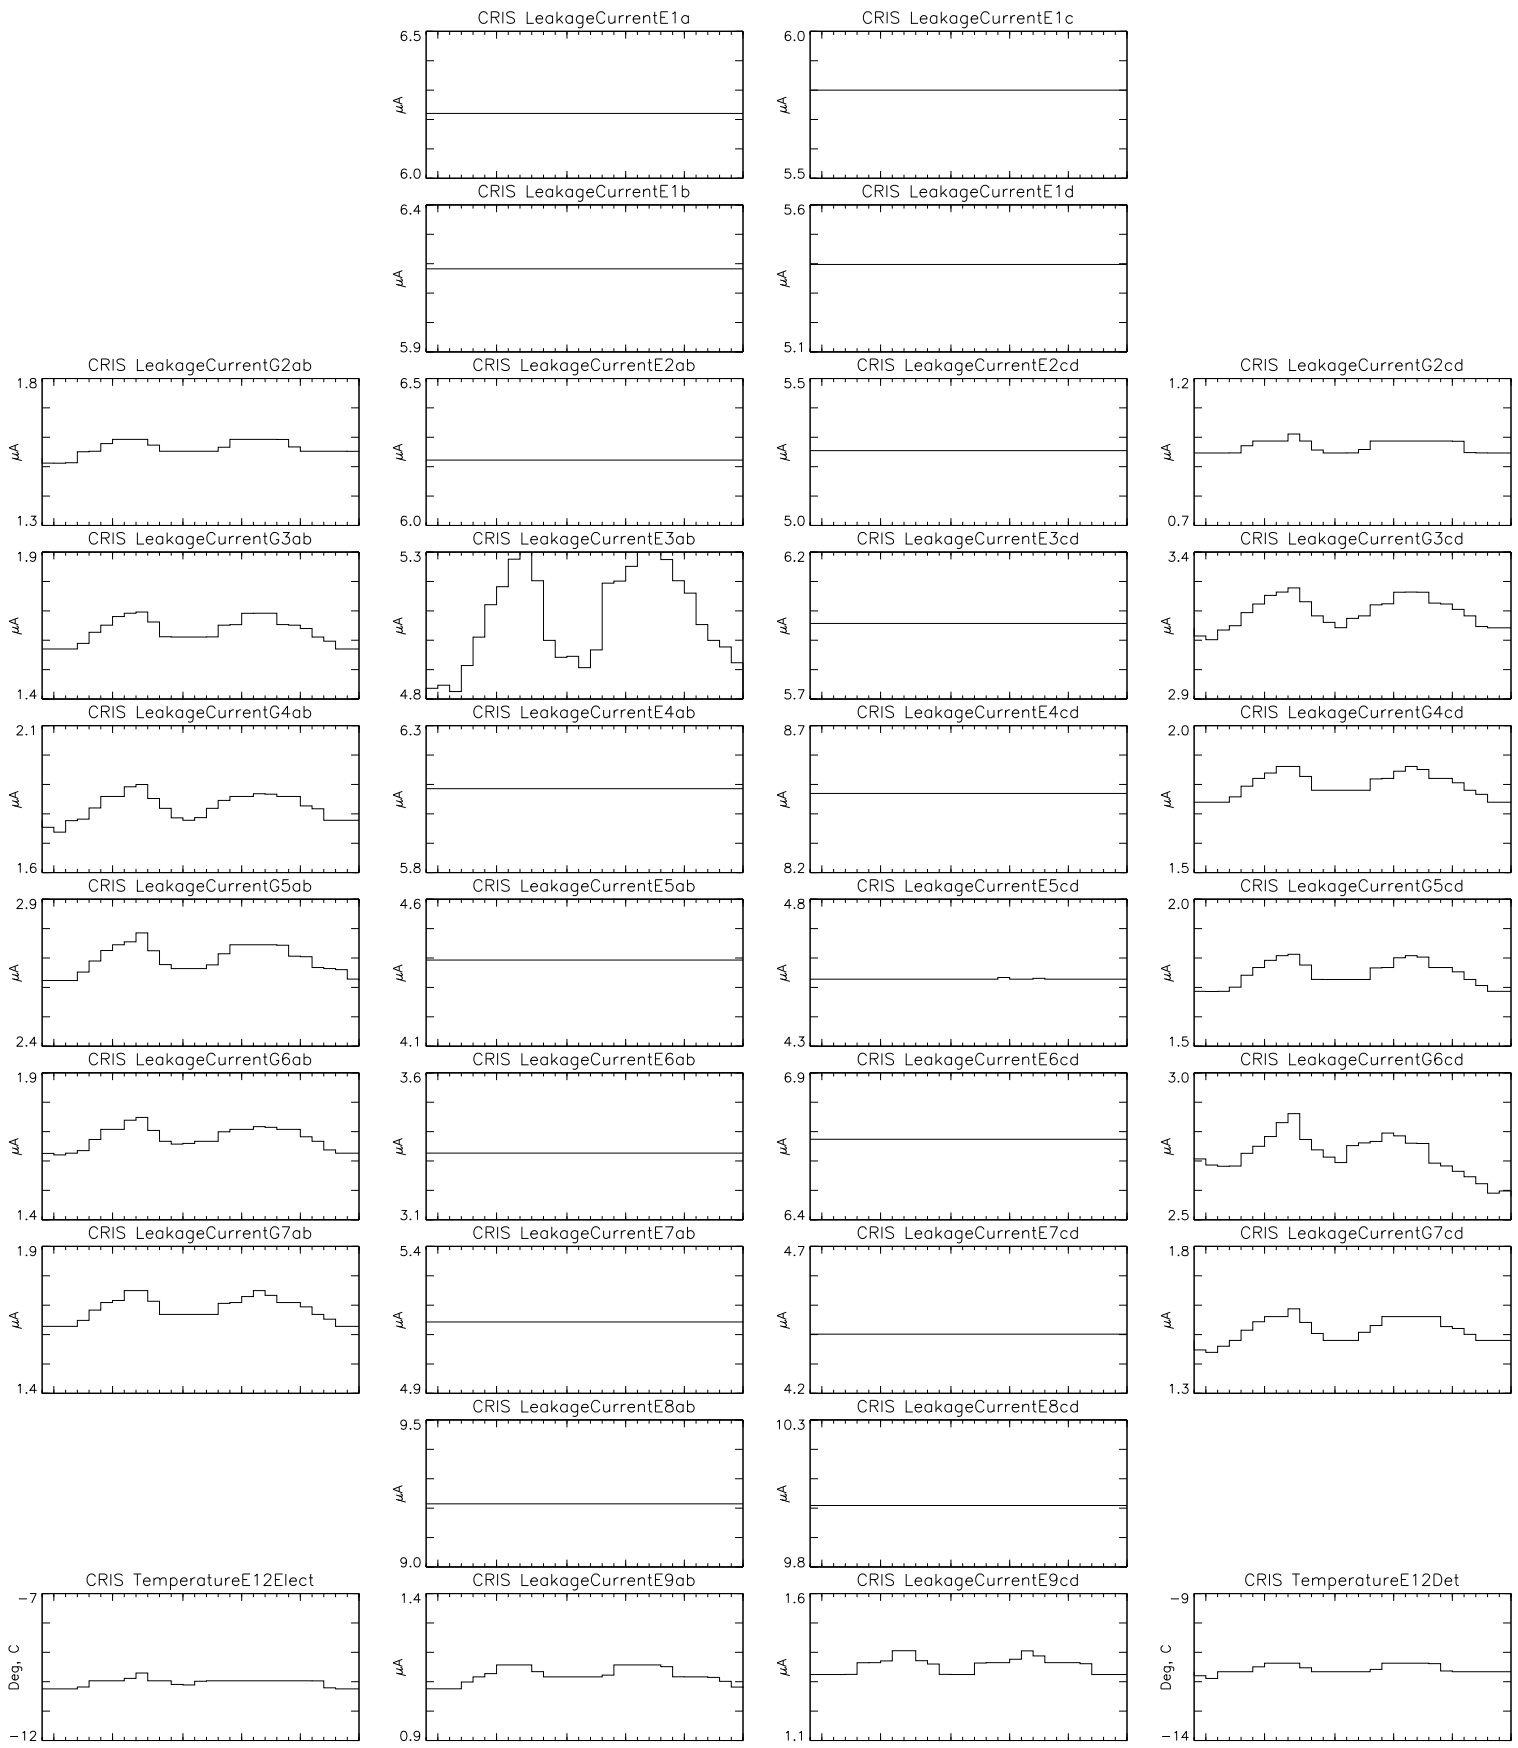 CRIS LeakageCurrentE1a
6.5
μA
6.0
CRIS LeakageCurrentE1c
6.0
μA
5.5
CRIS LeakageCurrentE1b
6.4
μA
5.9
CRIS LeakageCurrentE1d
5.6
μA
5.1
CRIS LeakageCurrentG2ab
1.8
μA
1.3
CRIS LeakageCurrentE2ab
6.5
μA
6.0
CRIS LeakageCurrentE2cd
5.5
μA
5.0
CRIS LeakageCurrentG2cd
1.2
μA
0.7
CRIS LeakageCurrentG3ab
1.9
μA
1.4
CRIS LeakageCurrentE3ab
5.3
μA
4.8
CRIS LeakageCurrentE3cd
6.2
μA
5.7
CRIS LeakageCurrentG3cd
3.4
μA
2.9
CRIS LeakageCurrentG4ab
2.1
μA
1.6
CRIS LeakageCurrentE4ab
6.3
μA
5.8
CRIS LeakageCurrentE4cd
8.7
μA
8.2
CRIS LeakageCurrentG4cd
2.0
μA
1.5
CRIS LeakageCurrentG5ab
2.9
μA
2.4
CRIS LeakageCurrentE5ab
4.6
μA
4.1
CRIS LeakageCurrentE5cd
4.8
μA
4.3
CRIS LeakageCurrentG5cd
2.0
μA
1.5
CRIS LeakageCurrentG6ab
1.9
μA
1.4
CRIS LeakageCurrentE6ab
3.6
μA
3.1
CRIS LeakageCurrentE6cd
6.9
μA
6.4
CRIS LeakageCurrentG6cd
3.0
μA
2.5
CRIS LeakageCurrentG7ab
1.9
μA
1.4
CRIS LeakageCurrentE7ab
5.4
μA
4.9
CRIS LeakageCurrentE7cd
4.7
μA
4.2
CRIS LeakageCurrentG7cd
1.8
μA
1.3
CRIS LeakageCurrentE8ab
9.5
μA
9.0
CRIS LeakageCurrentE8cd
10.3
μA
9.8
CRIS TemperatureE12Elect
-7
Deg, C
-12
CRIS LeakageCurrentE9ab
1.4
μA
0.9
CRIS LeakageCurrentE9cd
1.6
μA
1.1
CRIS TemperatureE12Det
-9
Deg, C
-14